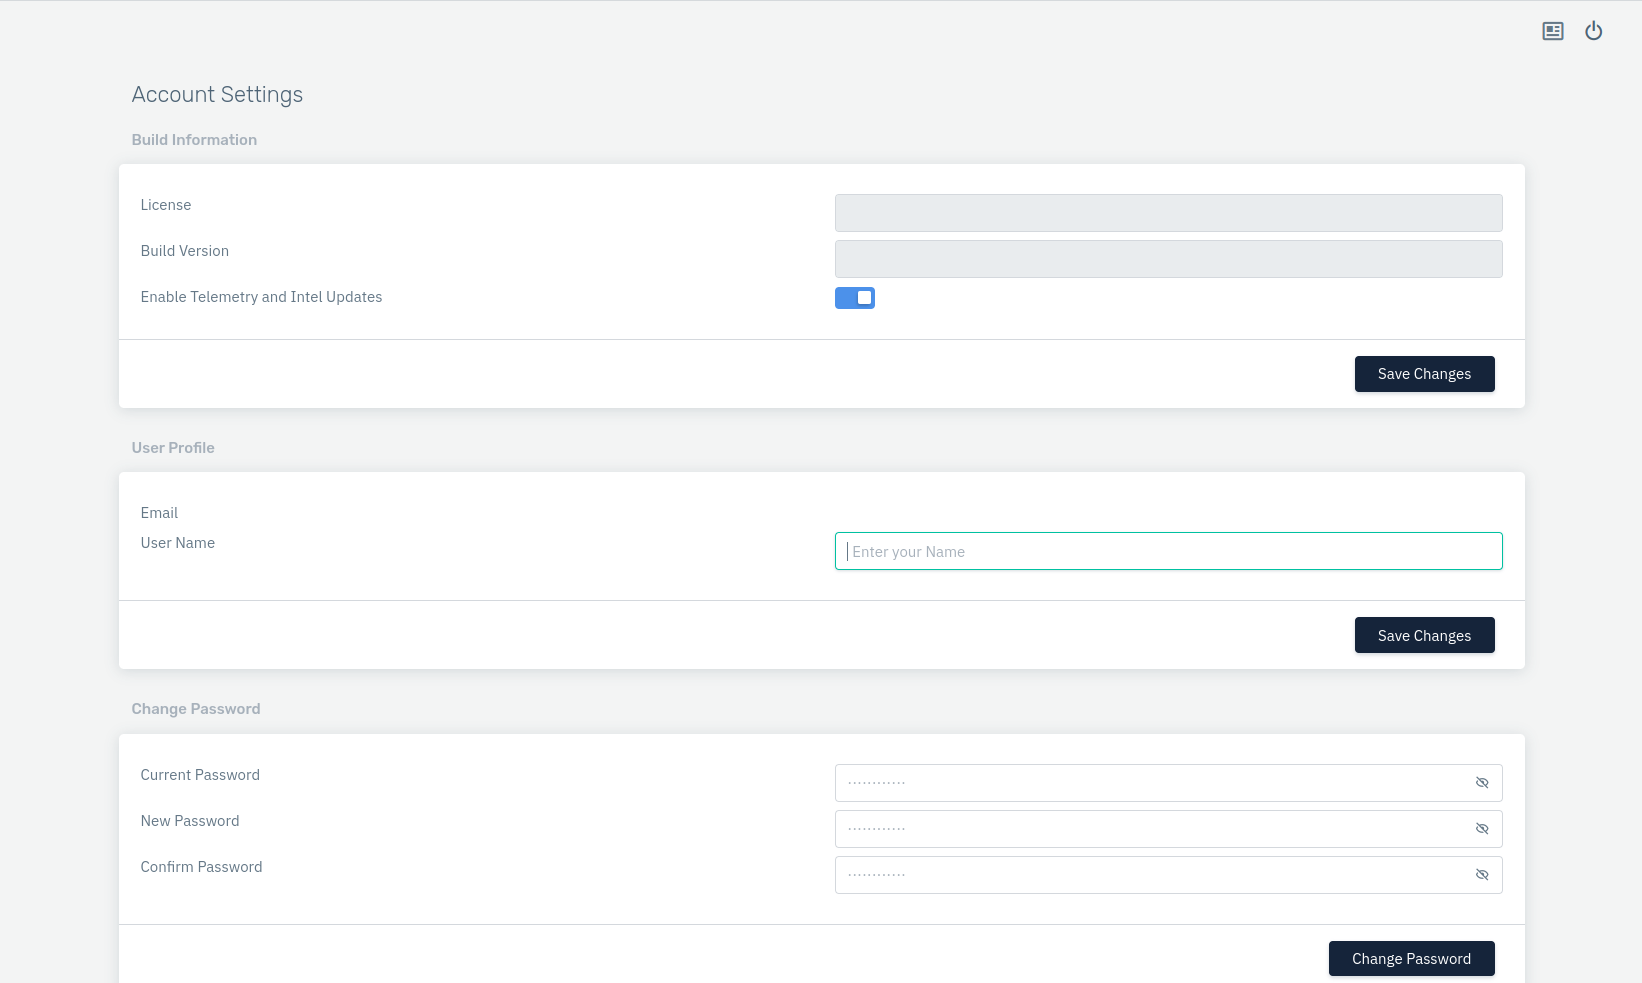 Account Settings
Build Information
License
Build Version
Enable Telemetry and Intel Updates
Save Changes
User Profile
Email
User Name
Enter your Name
Save Changes
Change Password
Current Password
············
New Password
············
Confirm Password
············
Change Password